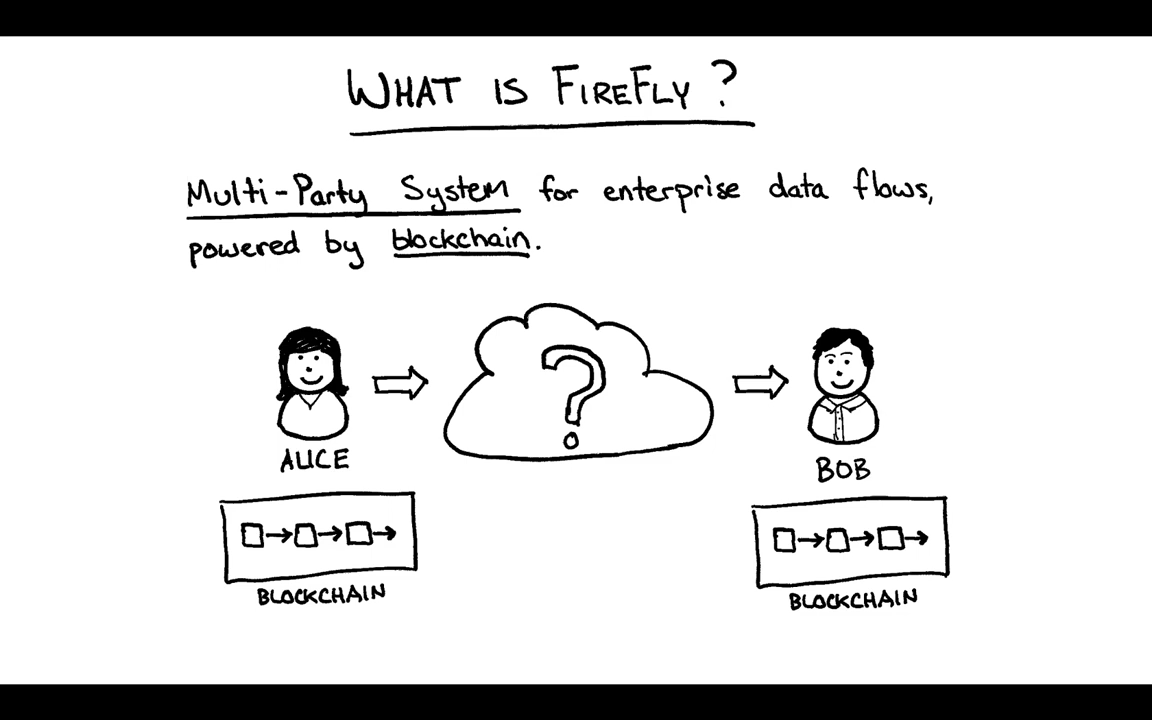 WHAT IS FIREFLY?
Multi-Party System for enterprise data flows,
powered by blockchain.
?
ALICE
BOB
BLOCKCHAIN
BLOCKCHAIN